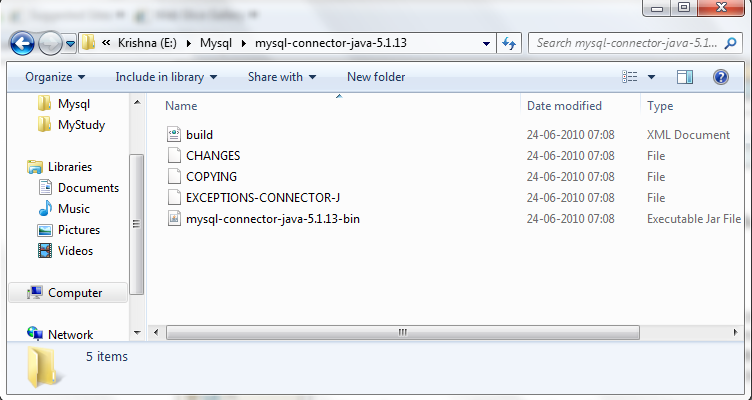 Krishna (E:) Mysql mysql-connector-java-5.1.13 Search mysql-connector-java-5.1...
Organize Include in library Share with New folder
Mysql
MyStudy
Libraries
Documents
Music
Pictures
Videos
Computer
Network
Name Date modified Type
build 24-06-2010 07:08 XML Document
CHANGES 24-06-2010 07:08 File
COPYING 24-06-2010 07:08 File
EXCEPTIONS-CONNECTOR-J 24-06-2010 07:08 File
mysql-connector-java-5.1.13-bin 24-06-2010 07:08 Executable Jar File
5 items